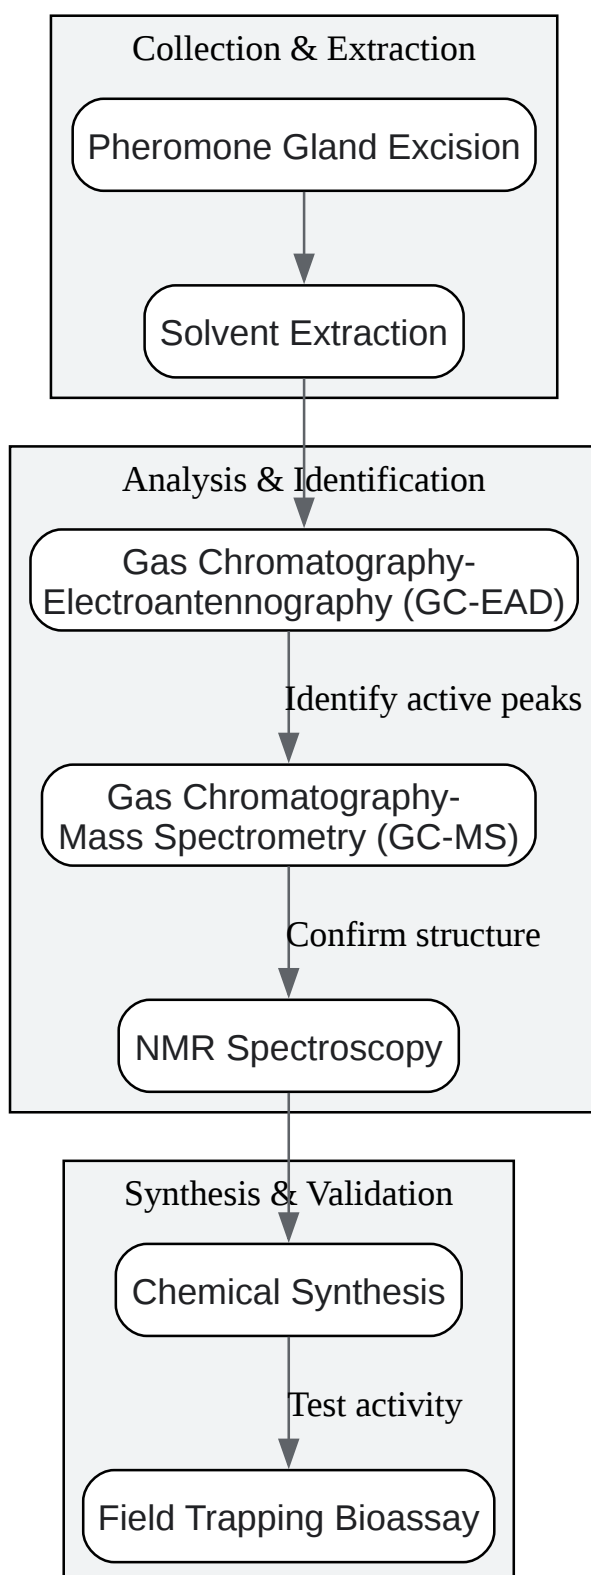 Collection & Extraction
Pheromone Gland Excision
Solvent Extraction
Analysis & Identification
Gas Chromatography-
Electroantennography (GC-EAD)
Identify active peaks
Gas Chromatography-
Mass Spectrometry (GC-MS)
Confirm structure
NMR Spectroscopy
Synthesis & Validation
Chemical Synthesis
Test activity
Field Trapping Bioassay